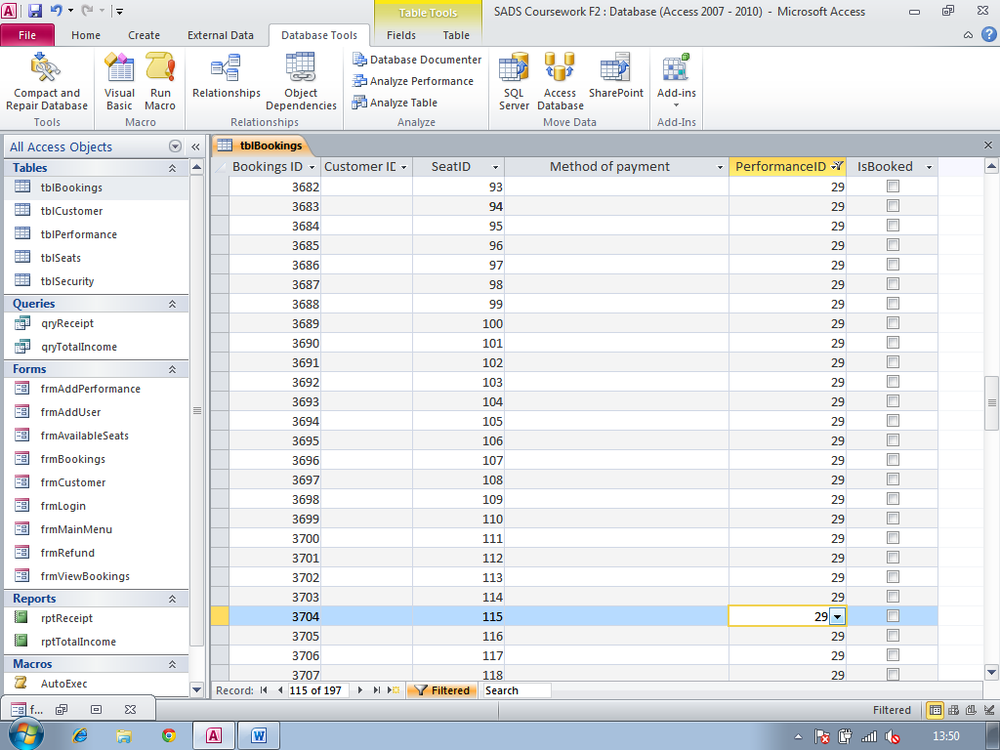 Table Tools
SADS Coursework F2 : Database (Access 2007 - 2010) - Microsoft Access
File Home Create External Data Database Tools Fields Table
Compact and Repair Database
Visual Basic
Run Macro
Relationships
Object Dependencies
Database Documenter
Analyze Performance
Analyze Table
SQL Server
Access Database
SharePoint
Add-ins
Tools Macro Relationships Analyze Move Data Add-Ins
All Access Objects
Tables
tblBookings
tblCustomer
tblPerformance
tblSeats
tblSecurity
Queries
qryReceipt
qryTotalIncome
Forms
frmAddPerformance
frmAddUser
frmAvailableSeats
frmBookings
frmCustomer
frmLogin
frmMainMenu
frmRefund
frmViewBookings
Reports
rptReceipt
rptTotalIncome
Macros
AutoExec
f...
tblBookings
Bookings ID Customer IC SeatID Method of payment PerformanceID IsBooked
3682 93 29
3683 94 29
3684 95 29
3685 96 29
3686 97 29
3687 98 29
3688 99 29
3689 100 29
3690 101 29
3691 102 29
3692 103 29
3693 104 29
3694 105 29
3695 106 29
3696 107 29
3697 108 29
3698 109 29
3699 110 29
3700 111 29
3701 112 29
3702 113 29
3703 114 29
3704 115 29
3705 116 29
3706 117 29
3707 118 29
Record: 115 of 197 Filtered Search
Filtered
13:50